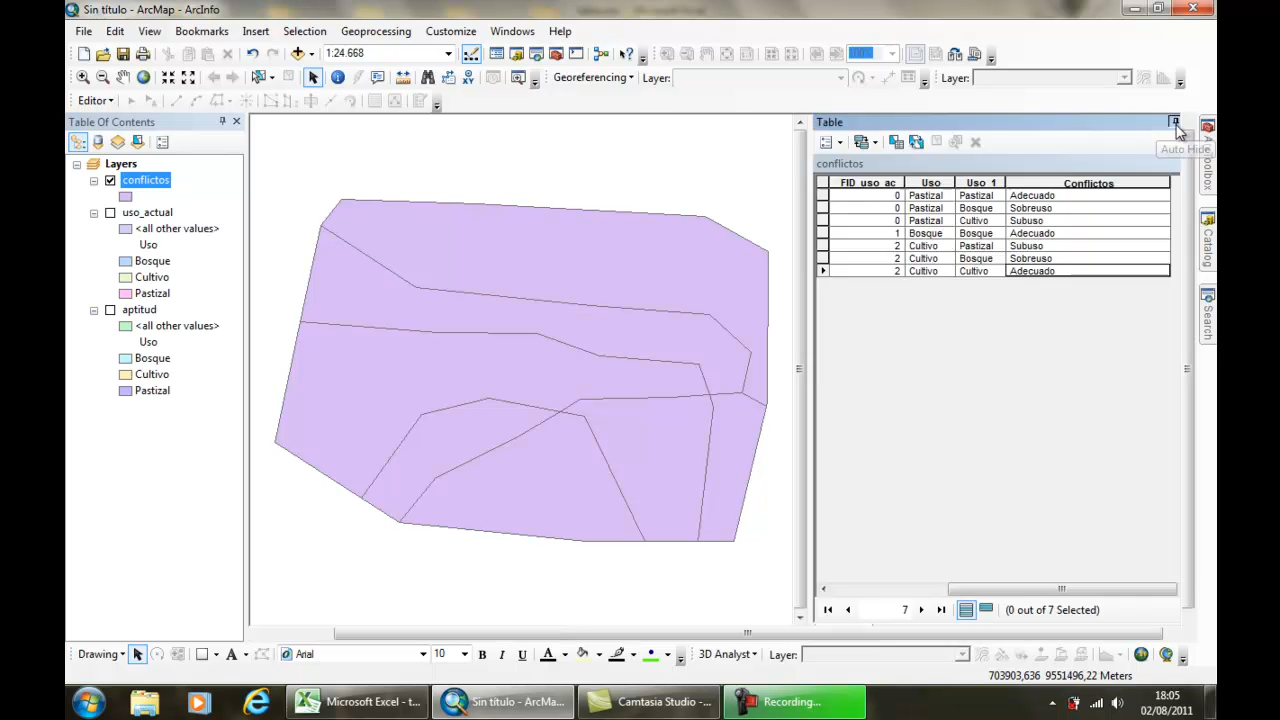 Sin título - ArcMap - ArcInfo
File Edit View Bookmarks Insert Selection Geoprocessing Customize Windows Help
1:24.668
Georeferencing Layer: Layer:
Editor
Table Of Contents
Layers
conflictos
uso_actual
<all other values>
Uso
Bosque
Cultivo
Pastizal
aptitud
<all other values>
Uso
Bosque
Cultivo
Pastizal
Table
Auto Hide
conflictos
FID_uso_ac Uso Uso_1 Conflictos
0 Pastizal Pastizal Adecuado
0 Pastizal Bosque Sobreuso
0 Pastizal Cultivo Subuso
1 Bosque Bosque Adecuado
2 Cultivo Pastizal Subuso
2 Cultivo Bosque Sobreuso
2 Cultivo Cultivo Adecuado
7 (0 out of 7 Selected)
Toolbox
Catalog
Search
Drawing A Arial 10 B I U A 3D Analyst Layer:
703903,636 9551496,22 Meters
Microsoft Excel - t... Sin título - ArcMa... Camtasia Studio -... Recording...
18:05
02/08/2011